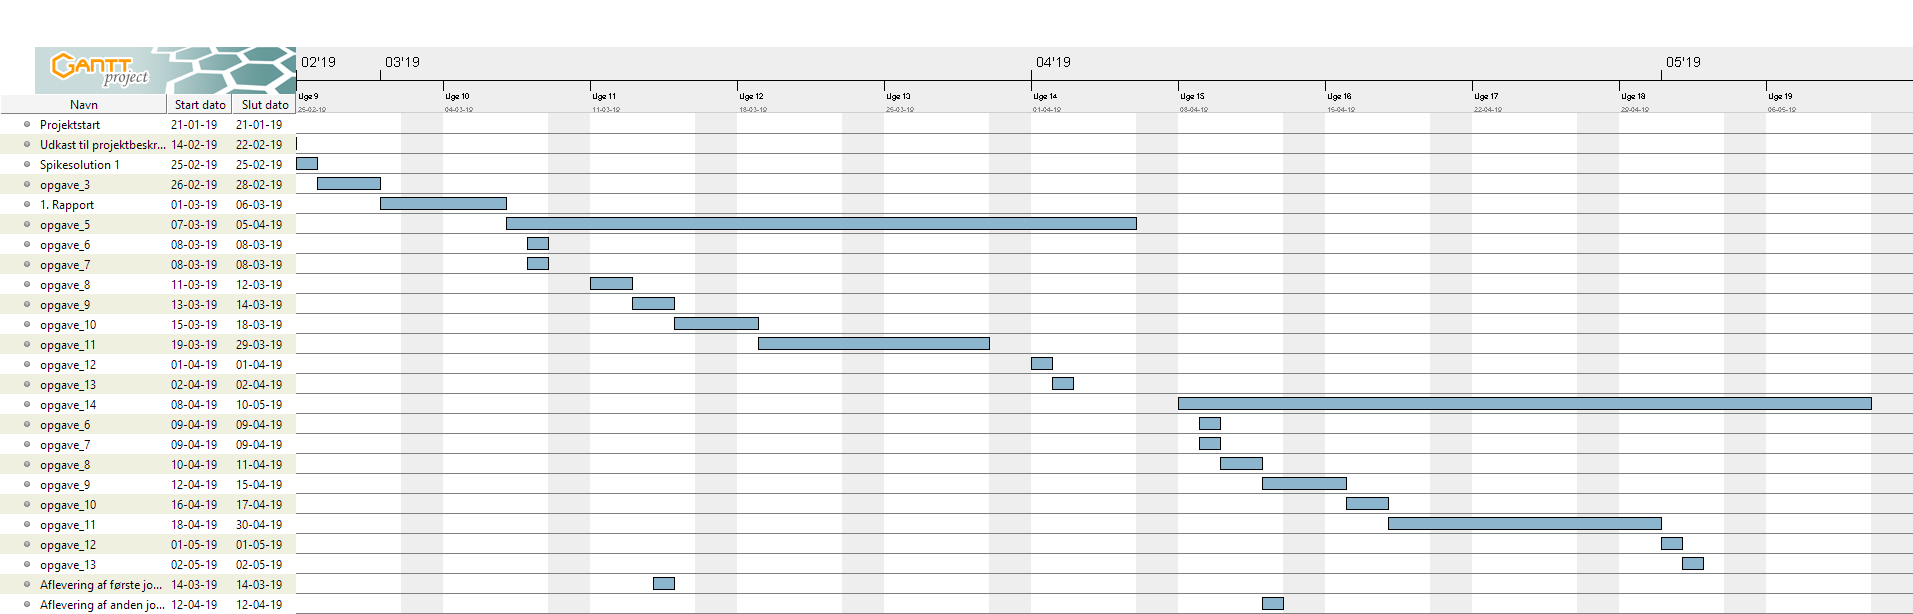 GANTT
project
02'19 03'19 04'19 05'19
Navn Start dato Slut dato
Uge 9 Uge 10 Uge 11 Uge 12 Uge 13 Uge 14 Uge 15 Uge 16 Uge 17 Uge 18 Uge 19
25-02-19 04-03-19 11-03-19 18-03-19 25-03-19 01-04-19 08-04-19 15-04-19 22-04-19 29-04-19 06-05-19
Projektstart 21-01-19 21-01-19
Udkast til projektbeskr... 14-02-19 22-02-19
Spikesolution 1 25-02-19 25-02-19
opgave_3 26-02-19 28-02-19
1. Rapport 01-03-19 06-03-19
opgave_5 07-03-19 05-04-19
opgave_6 08-03-19 08-03-19
opgave_7 08-03-19 08-03-19
opgave_8 11-03-19 12-03-19
opgave_9 13-03-19 14-03-19
opgave_10 15-03-19 18-03-19
opgave_11 19-03-19 29-03-19
opgave_12 01-04-19 01-04-19
opgave_13 02-04-19 02-04-19
opgave_14 08-04-19 10-05-19
opgave_6 09-04-19 09-04-19
opgave_7 09-04-19 09-04-19
opgave_8 10-04-19 11-04-19
opgave_9 12-04-19 15-04-19
opgave_10 16-04-19 17-04-19
opgave_11 18-04-19 30-04-19
opgave_12 01-05-19 01-05-19
opgave_13 02-05-19 02-05-19
Aflevering af første jo... 14-03-19 14-03-19
Aflevering af anden jo... 12-04-19 12-04-19